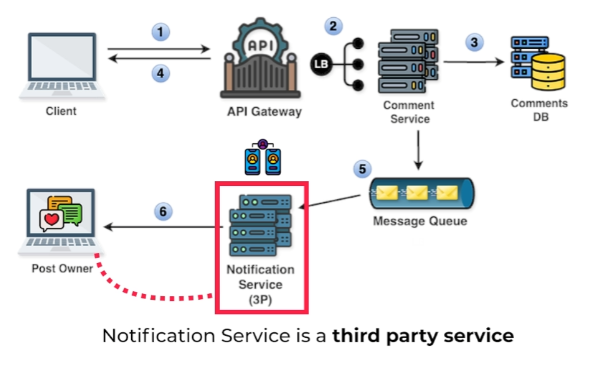 1
2
3
4
API
LB
Client
API Gateway
Comment
Service
Comments
DB
5
Message Queue
6
Post Owner
Notification
Service
(3P)
Notification Service is a third party service